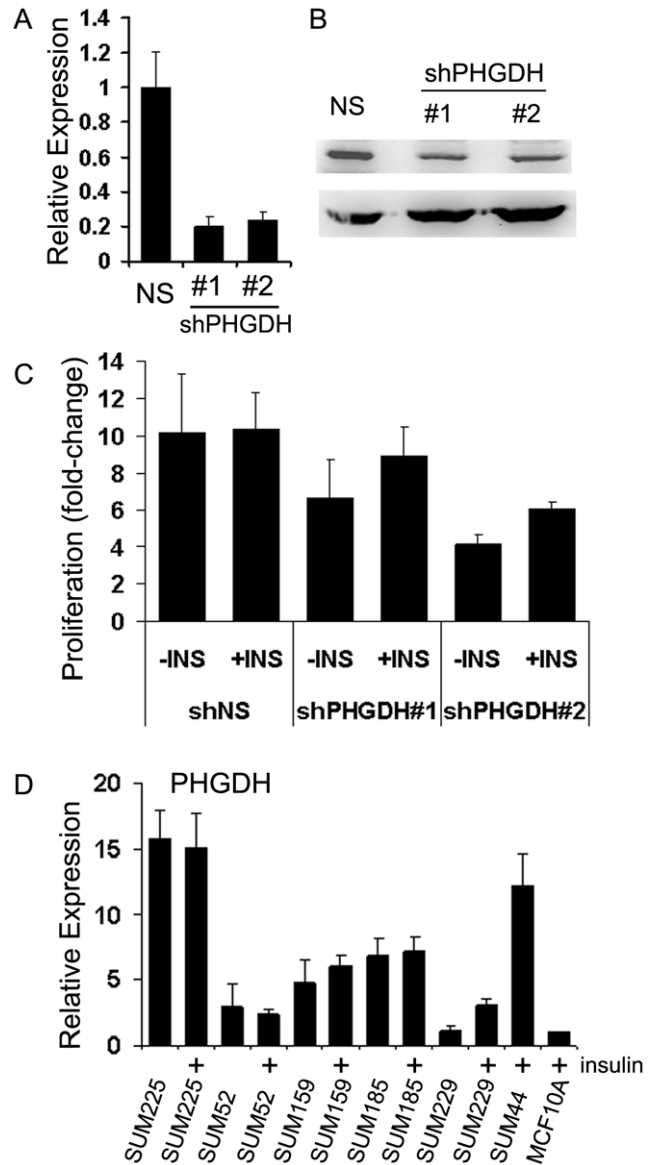 A
Relative Expression
1.4
1.2
1
0.8
0.6
0.4
0.2
0
NS
#1
#2
shPHGDH
B
NS
shPHGDH
#1
#2
C
Proliferation (fold-change)
14
12
10
8
6
4
2
0
-INS
+INS
-INS
+INS
-INS
+INS
shNS
shPHGDH#1
shPHGDH#2
D
PHGDH
Relative Expression
20
15
10
5
0
+ + + + + + + insulin
SUM225
SUM225
SUM52
SUM52
SUM159
SUM159
SUM185
SUM185
SUM229
SUM229
SUM44
MCF10A